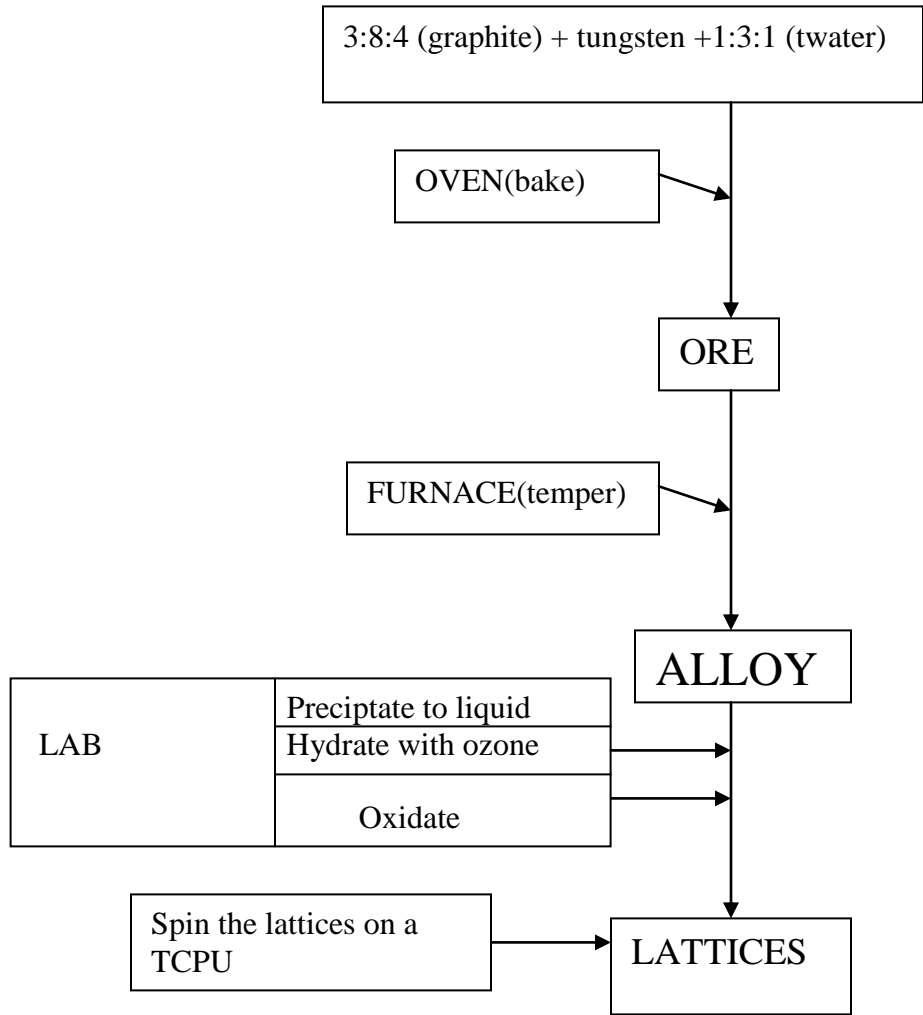 3:8:4 (graphite) + tungsten +1:3:1 (twater)
OVEN(bake)
ORE
FURNACE(temper)
ALLOY
LAB
Preciptate to liquid
Hydrate with ozone
Oxidate
Spin the lattices on a
TCPU
LATTICES